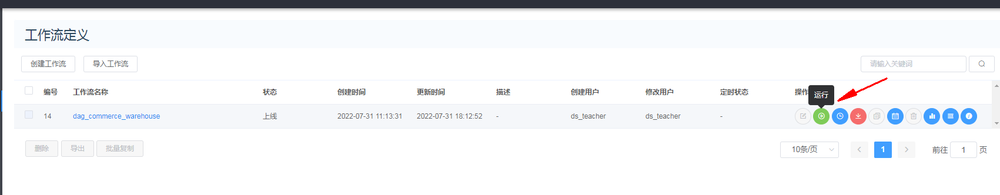 工作流定义
创建工作流 导入工作流 请输入关键词
编号 工作流名称 状态 创建时间 更新时间 描述 创建用户 修改用户 定时状态 操作
运行
14 dag_commerce_warehouse 上线 2022-07-31 11:13:31 2022-07-31 18:12:52 - ds_teacher ds_teacher -
删除 导出 批量复制 10条/页 1 前往 1 页